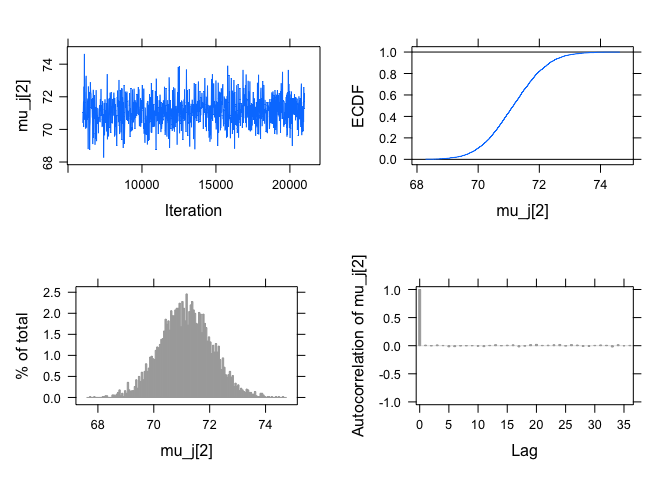 mu_j[2]
74
72
70
68
10000 15000 20000
Iteration
ECDF
1.0
0.8
0.6
0.4
0.2
0.0
68 70 72 74
mu_j[2]
% of total
2.5
2.0
1.5
1.0
0.5
0.0
68 70 72 74
mu_j[2]
Autocorrelation of mu_j[2]
1.0
0.5
0.0
-0.5
-1.0
0 5 10 15 20 25 30 35
Lag